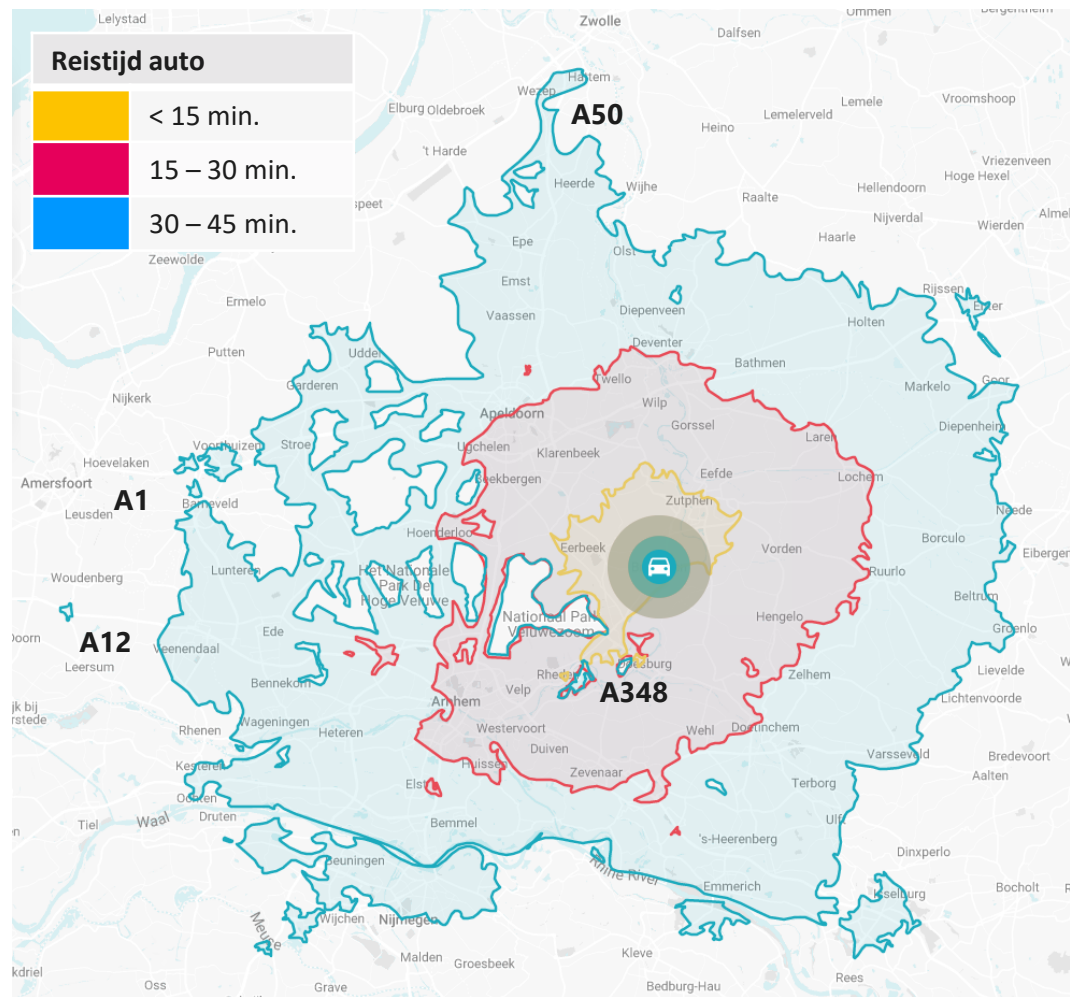 Lelystad
Zwolle
Ommen
Dalfsen
Reistijd auto
< 15 min.
15 – 30 min.
30 – 45 min.
Hattem
Wezep
A50
Elburg
Oldebroek
Lemele
Vroomshoop
Lemelerveld
Heino
't Harde
Vriezenveen
Hoge Hexel
Heerde
Wijhe
Hellendoorn
Raalte
speet
Nijverdal
Wierden
Haarle
Epe
Olst
Zeewolde
Emst
Rijssen
Ermelo
Vaassen
Diepenveen
Holten
Enter
Deventer
Putten
Uddel
Bathmen
Garderen
Twello
Markelo
Goor
Nijkerk
Wilp
Apeldoorn
Gorssel
Diepenheim
Laren
Voorthuizen
Stroe
Ugchelen
Klarenbeek
Hoevelaken
Eefde
Lochem
Amersfoort
Beekbergen
A1
Zutphen
Barneveld
Leusden
Neede
Hoenderloo
Borculo
Eerbeek
Vorden
Eibergen
Woudenberg
Lunteren
Het Nationale
Park De
Hoge Veluwe
Ruurlo
Beltrum
Nationaal Park
Veluwezoom
Hengelo
Groenlo
Ede
Doorn
A12
Veenendaal
Leersum
Doesburg
Lievelde
Rheden
Zelhem
Bennekom
Velp
A348
Lichtenvoorde
Arnhem
Wageningen
Rhenen
Heteren
Westervoort
Wehl
Doetinchem
Duiven
Varsseveld
Bredevoort
Kesteren
Huissen
Zevenaar
Aalten
Elst
Terborg
Ochten
Druten
Tiel
Waal
Bemmel
Ulft
's-Heerenberg
Dinxperlo
Beuningen
Rhine River
Emmerich
Bocholt
Isselburg
Meuse
Wijchen
Nijmegen
Malden
Kleve
Groesbeek
Oss
Grave
Bedburg-Hau
Rees